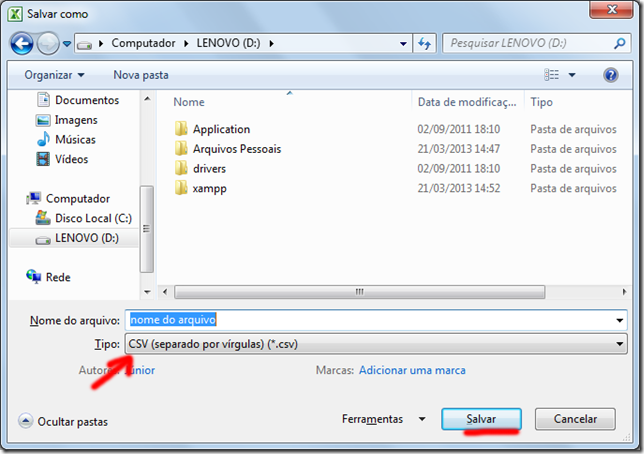 Salvar como
Computador ▸ LENOVO (D:) ▸
Pesquisar LENOVO (D:)
Organizar Nova pasta
Documentos
Imagens
Músicas
Vídeos
Computador
Disco Local (C:)
LENOVO (D:)
Rede
Nome Data de modificaç... Tipo
Application 02/09/2011 18:10 Pasta de arquivos
Arquivos Pessoais 21/03/2013 14:47 Pasta de arquivos
drivers 02/09/2011 18:10 Pasta de arquivos
xampp 21/03/2013 14:52 Pasta de arquivos
Nome do arquivo: nome do arquivo
Tipo: CSV (separado por vírgulas) (*.csv)
Marcas: Adicionar uma marca
Ocultar pastas
Ferramentas Salvar Cancelar